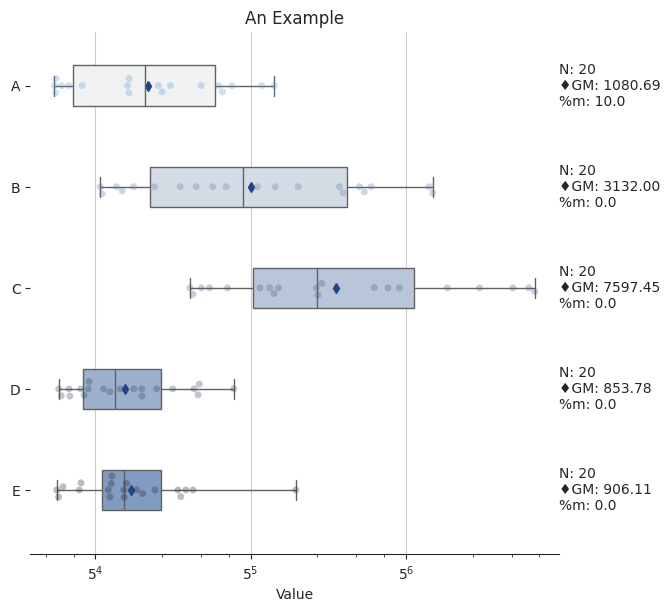 An Example
A
N: 20
♦GM: 1080.69
%m: 10.0
B
N: 20
♦GM: 3132.00
%m: 0.0
C
N: 20
♦GM: 7597.45
%m: 0.0
D
N: 20
♦GM: 853.78
%m: 0.0
E
N: 20
♦GM: 906.11
%m: 0.0
5⁴ 5⁵ 5⁶
Value